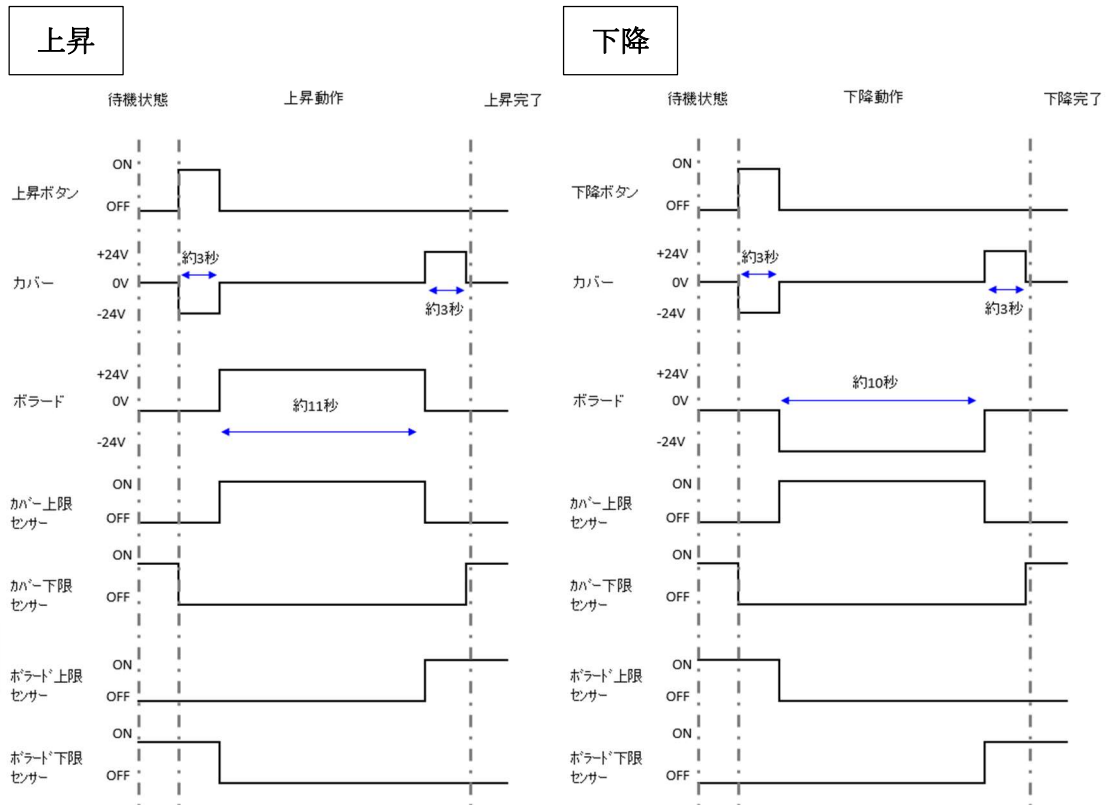 上昇
待機状態
上昇動作
上昇完了
上昇ボタン
ON
OFF
カバー
+24V
0V
-24V
約3秒
約3秒
ボラード
+24V
0V
-24V
約11秒
ｶﾊﾞｰ上限
ｾﾝｻｰ
ON
OFF
ｶﾊﾞｰ下限
ｾﾝｻｰ
ON
OFF
ﾎﾞﾗｰﾄﾞ上限
ｾﾝｻｰ
ON
OFF
ﾎﾞﾗｰﾄﾞ下限
ｾﾝｻｰ
ON
OFF
下降
待機状態
下降動作
下降完了
下降ボタン
ON
OFF
カバー
+24V
0V
-24V
約3秒
約3秒
ボラード
+24V
0V
-24V
約10秒
ｶﾊﾞｰ上限
ｾﾝｻｰ
ON
OFF
ｶﾊﾞｰ下限
ｾﾝｻｰ
ON
OFF
ﾎﾞﾗｰﾄﾞ上限
ｾﾝｻｰ
ON
OFF
ﾎﾞﾗｰﾄﾞ下限
ｾﾝｻｰ
ON
OFF